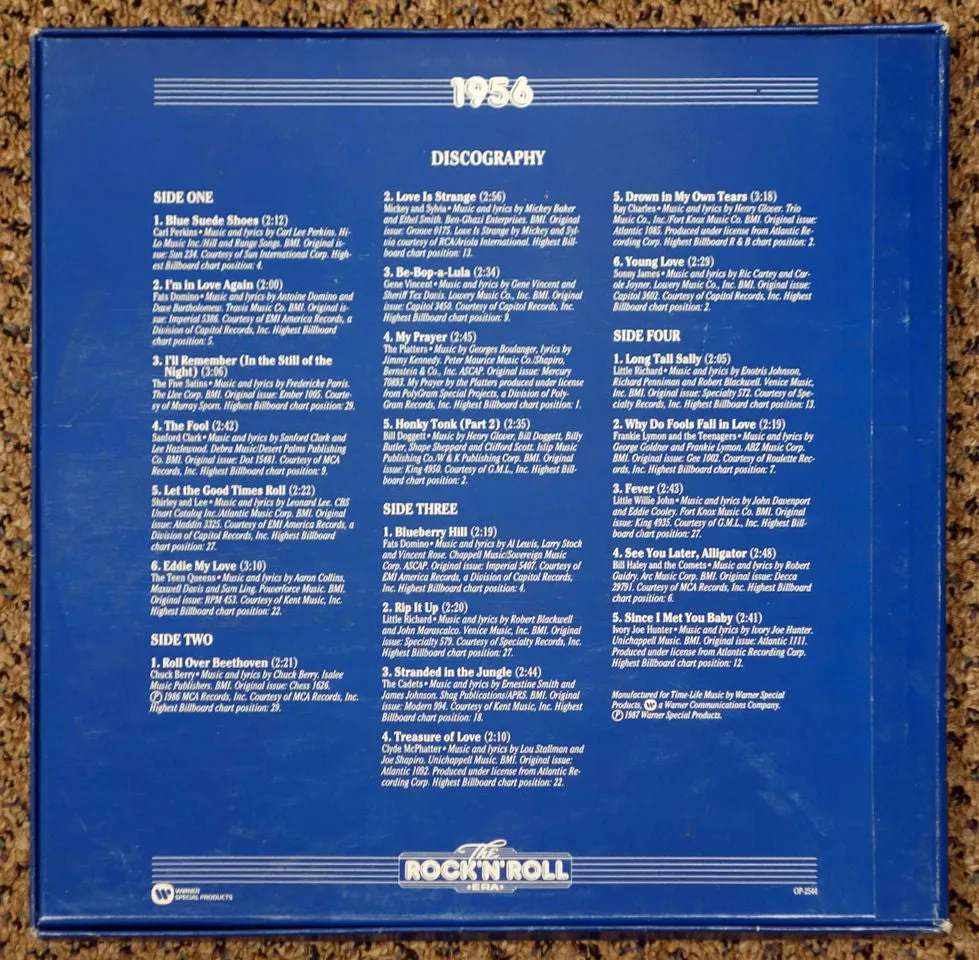 1956
DISCOGRAPHY
SIDE ONE
1. Blue Suede Shoes (2:12)
Carl Perkins • Music and lyrics by Carl Lee Perkins. Hi-
Lo Music Inc./Hill and Range Songs. BMI. Original is-
sue: Sun 234. Courtesy of Sun International Corp. High-
est Billboard chart position: 4.
2. I'm in Love Again (2:00)
Fats Domino • Music and lyrics by Antoine Domino and
Dave Bartholomew. Travis Music Co. BMI. Original is-
sue: Imperial 5386. Courtesy of EMI America Records, a
Division of Capitol Records, Inc. Highest Billboard
chart position: 5.
3. I'll Remember (In the Still of the
Night) (3:06)
The Five Satins • Music and lyrics by Fredericke Parris.
The Llee Corp. BMI. Original issue: Ember 1005. Courte-
sy of Murray Sporn. Highest Billboard chart position: 29.
4. The Fool (2:42)
Sanford Clark • Music and lyrics by Sanford Clark and
Lee Hazlewood. Debra Music/Desert Palms Publishing
Co. BMI. Original issue: Dot 15481. Courtesy of MCA
Records, Inc. Highest Billboard chart position: 9.
5. Let the Good Times Roll (2:22)
Shirley and Lee • Music and lyrics by Leonard Lee. CBS
Unart Catalog Inc./Atlantic Music Corp. BMI. Original
issue: Aladdin 3325. Courtesy of EMI America Records, a
Division of Capitol Records, Inc. Highest Billboard
chart position: 27.
6. Eddie My Love (3:10)
The Teen Queens • Music and lyrics by Aaron Collins,
Maxwell Davis and Sam Ling. Powerforce Music. BMI.
Original issue: RPM 453. Courtesy of Kent Music, Inc.
Highest Billboard chart position: 22.
SIDE TWO
1. Roll Over Beethoven (2:21)
Chuck Berry • Music and lyrics by Chuck Berry. Isalee
Music Publishers. BMI. Original issue: Chess 1626.
Ⓟ 1986 MCA Records, Inc. Courtesy of MCA Records, Inc.
Highest Billboard chart position: 29.
2. Love Is Strange (2:56)
Mickey and Sylvia • Music and lyrics by Mickey Baker
and Ethel Smith. Ben-Ghazi Enterprises. BMI. Original
issue: Groove 0175. Love Is Strange by Mickey and Syl-
via courtesy of RCA/Ariola International. Highest Bill-
board chart position: 13.
3. Be-Bop-a-Lula (2:34)
Gene Vincent • Music and lyrics by Gene Vincent and
Sheriff Tex Davis. Lowery Music Co., Inc. BMI. Original
issue: Capitol 3450. Courtesy of Capitol Records, Inc.
Highest Billboard chart position: 9.
4. My Prayer (2:45)
The Platters • Music by Georges Boulanger, lyrics by
Jimmy Kennedy. Peter Maurice Music Co./Shapiro,
Bernstein & Co., Inc. ASCAP. Original issue: Mercury
70893. My Prayer by the Platters produced under license
from PolyGram Special Projects, a Division of Poly-
Gram Records, Inc. Highest Billboard chart position: 1.
5. Honky Tonk (Part 2) (2:35)
Bill Doggett • Music by Henry Glover, Bill Doggett, Billy
Butler, Shape Sheppard and Clifford Scott. Islip Music
Publishing Co./W & K Publishing Corp. BMI. Original
issue: King 4950. Courtesy of G.M.L., Inc. Highest Bill-
board chart position: 2.
SIDE THREE
1. Blueberry Hill (2:19)
Fats Domino • Music and lyrics by Al Lewis, Larry Stock
and Vincent Rose. Chappell Music/Sovereign Music
Corp. ASCAP. Original issue: Imperial 5407. Courtesy of
EMI America Records, a Division of Capitol Records,
Inc. Highest Billboard chart position: 4.
2. Rip It Up (2:20)
Little Richard • Music and lyrics by Robert Blackwell
and John Marascalco. Venice Music, Inc. BMI. Original
issue: Specialty 579. Courtesy of Specialty Records, Inc.
Highest Billboard chart position: 27.
3. Stranded in the Jungle (2:44)
The Cadets • Music and lyrics by Ernestine Smith and
James Johnson. Shag Publications/APRS. BMI. Original
issue: Modern 994. Courtesy of Kent Music, Inc. Highest
Billboard chart position: 18.
4. Treasure of Love (2:10)
Clyde McPhatter • Music and lyrics by Lou Stallman and
Joe Shapiro. Unichappell Music. BMI. Original issue:
Atlantic 1092. Produced under license from Atlantic Re-
cording Corp. Highest Billboard chart position: 22.
5. Drown in My Own Tears (3:18)
Ray Charles • Music and lyrics by Henry Glover. Trio
Music Co., Inc./Fort Knox Music Co. BMI. Original issue:
Atlantic 1085. Produced under license from Atlantic Re-
cording Corp. Highest Billboard R & B chart position: 2.
6. Young Love (2:29)
Sonny James • Music and lyrics by Ric Cartey and Car-
ole Joyner. Lowery Music Co., Inc. BMI. Original issue:
Capitol 3602. Courtesy of Capitol Records, Inc. Highest
Billboard chart position: 2.
SIDE FOUR
1. Long Tall Sally (2:05)
Little Richard • Music and lyrics by Enotris Johnson,
Richard Penniman and Robert Blackwell. Venice Music,
Inc. BMI. Original issue: Specialty 572. Courtesy of Spe-
cialty Records, Inc. Highest Billboard chart position: 13.
2. Why Do Fools Fall in Love (2:19)
Frankie Lymon and the Teenagers • Music and lyrics by
George Goldner and Frankie Lymon. ABZ Music Corp.
BMI. Original issue: Gee 1002. Courtesy of Roulette Rec-
ords, Inc. Highest Billboard chart position: 7.
3. Fever (2:43)
Little Willie John • Music and lyrics by John Davenport
and Eddie Cooley. Fort Knox Music Co. BMI. Original
issue: King 4935. Courtesy of G.M.L., Inc. Highest Bill-
board chart position: 27.
4. See You Later, Alligator (2:48)
Bill Haley and the Comets • Music and lyrics by Robert
Guidry. Arc Music Corp. BMI. Original issue: Decca
29791. Courtesy of MCA Records, Inc. Highest Billboard
chart position: 6.
5. Since I Met You Baby (2:41)
Ivory Joe Hunter • Music and lyrics by Ivory Joe Hunter.
Unichappell Music. BMI. Original issue: Atlantic 1111.
Produced under license from Atlantic Recording Corp.
Highest Billboard chart position: 12.
Manufactured for Time-Life Music by Warner Special
Products, W a Warner Communications Company.
Ⓟ 1987 Warner Special Products.
The
ROCK'N'ROLL
•ERA•
WARNER
SPECIAL PRODUCTS
OP-2544